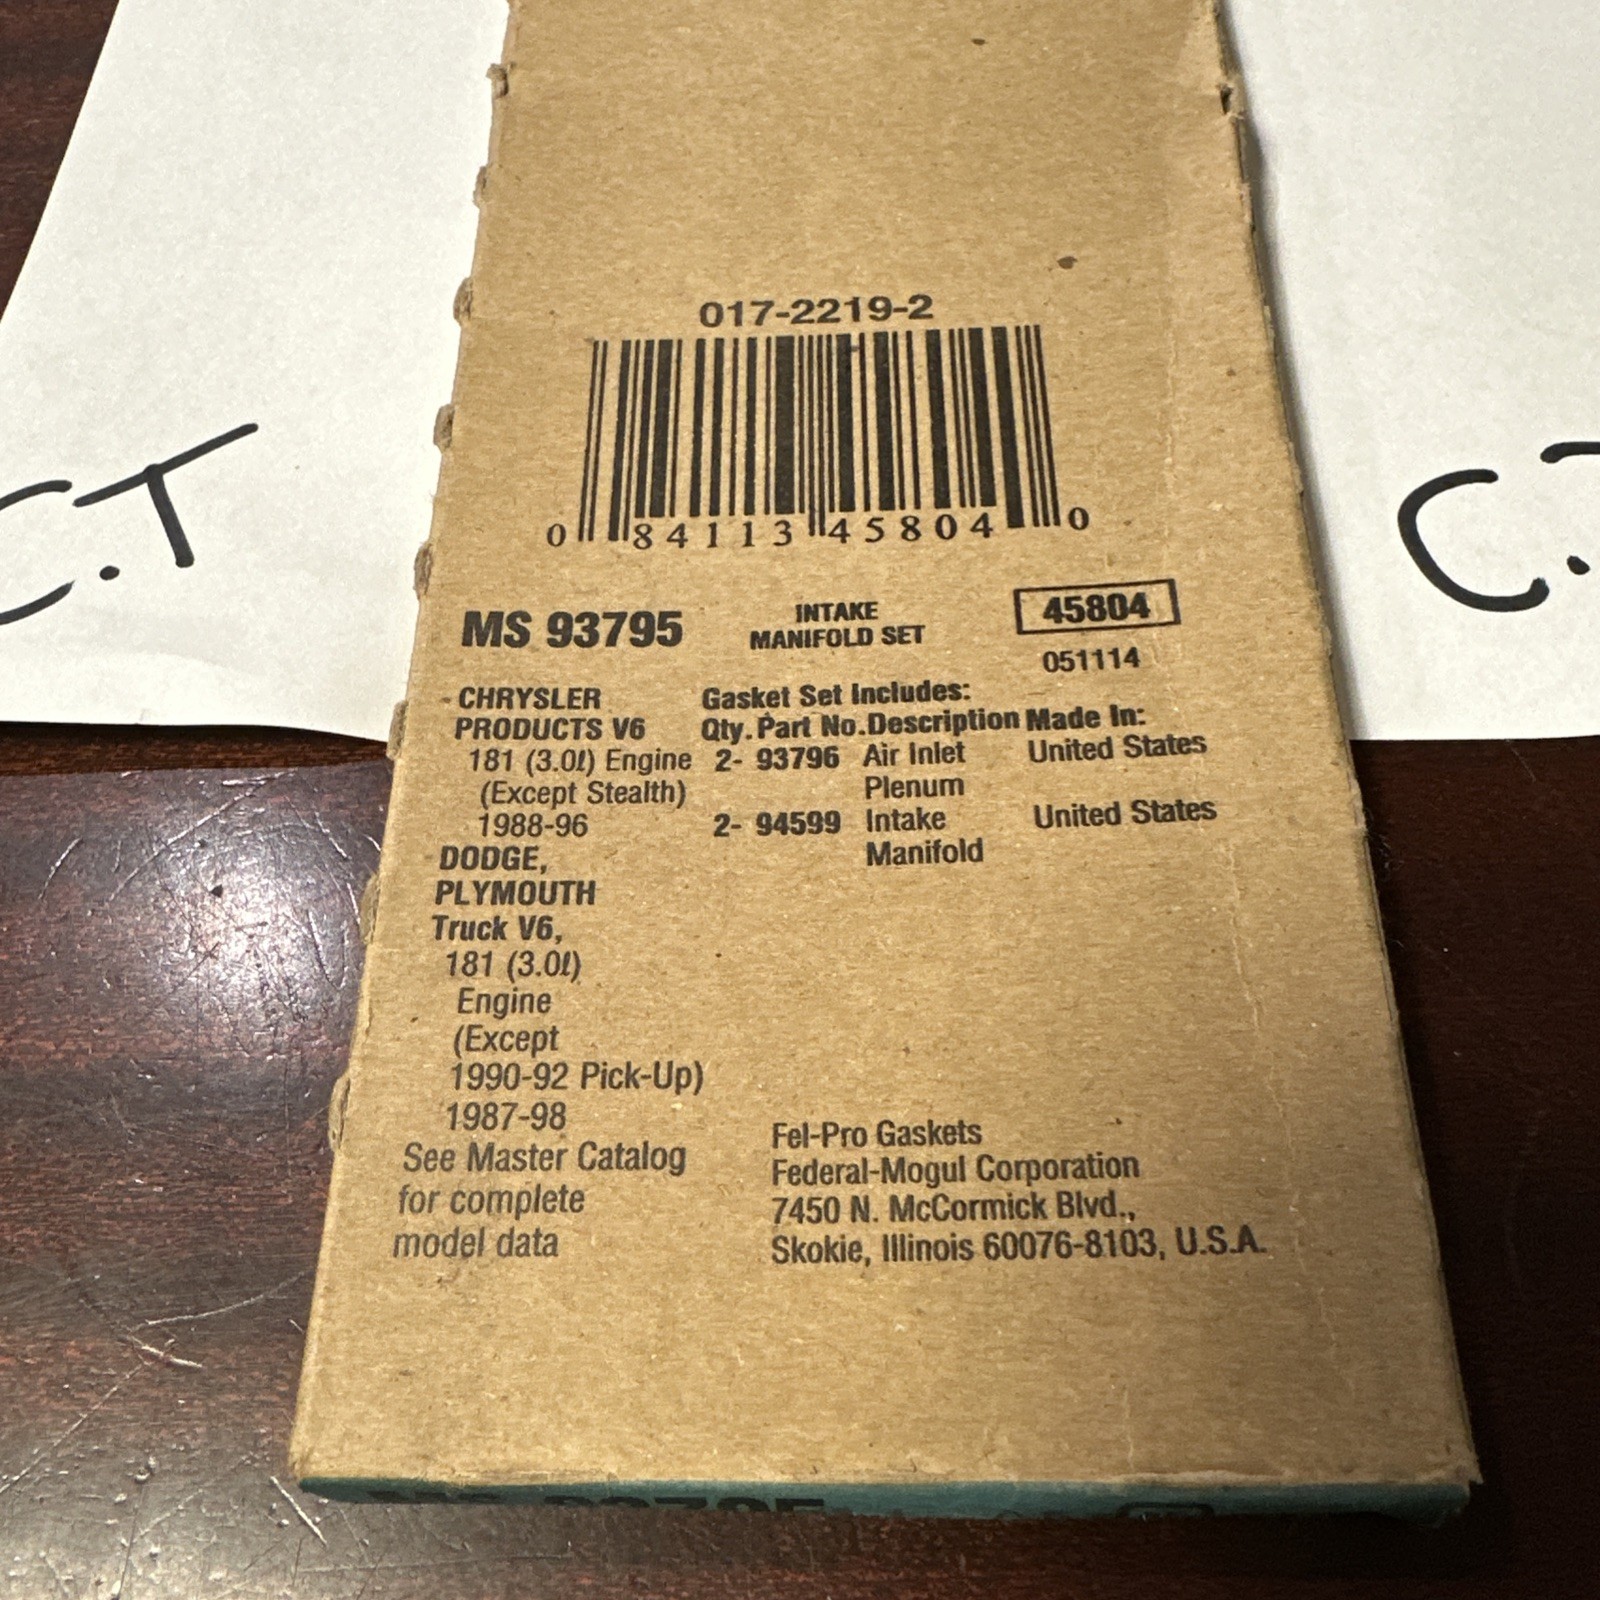 017-2219-2
0 84113 45804 0
MS 93795
INTAKE
MANIFOLD SET
45804
051114
CHRYSLER
PRODUCTS V6
181 (3.0ℓ) Engine
(Except Stealth)
1988-96
DODGE,
PLYMOUTH
Truck V6,
181 (3.0ℓ)
Engine
(Except
1990-92 Pick-Up)
1987-98
See Master Catalog
for complete
model data
Gasket Set Includes:
Qty. Part No. Description Made In:
2- 93796 Air Inlet United States
Plenum
2- 94599 Intake United States
Manifold
Fel-Pro Gaskets
Federal-Mogul Corporation
7450 N. McCormick Blvd.,
Skokie, Illinois 60076-8103, U.S.A.
C.T
C.